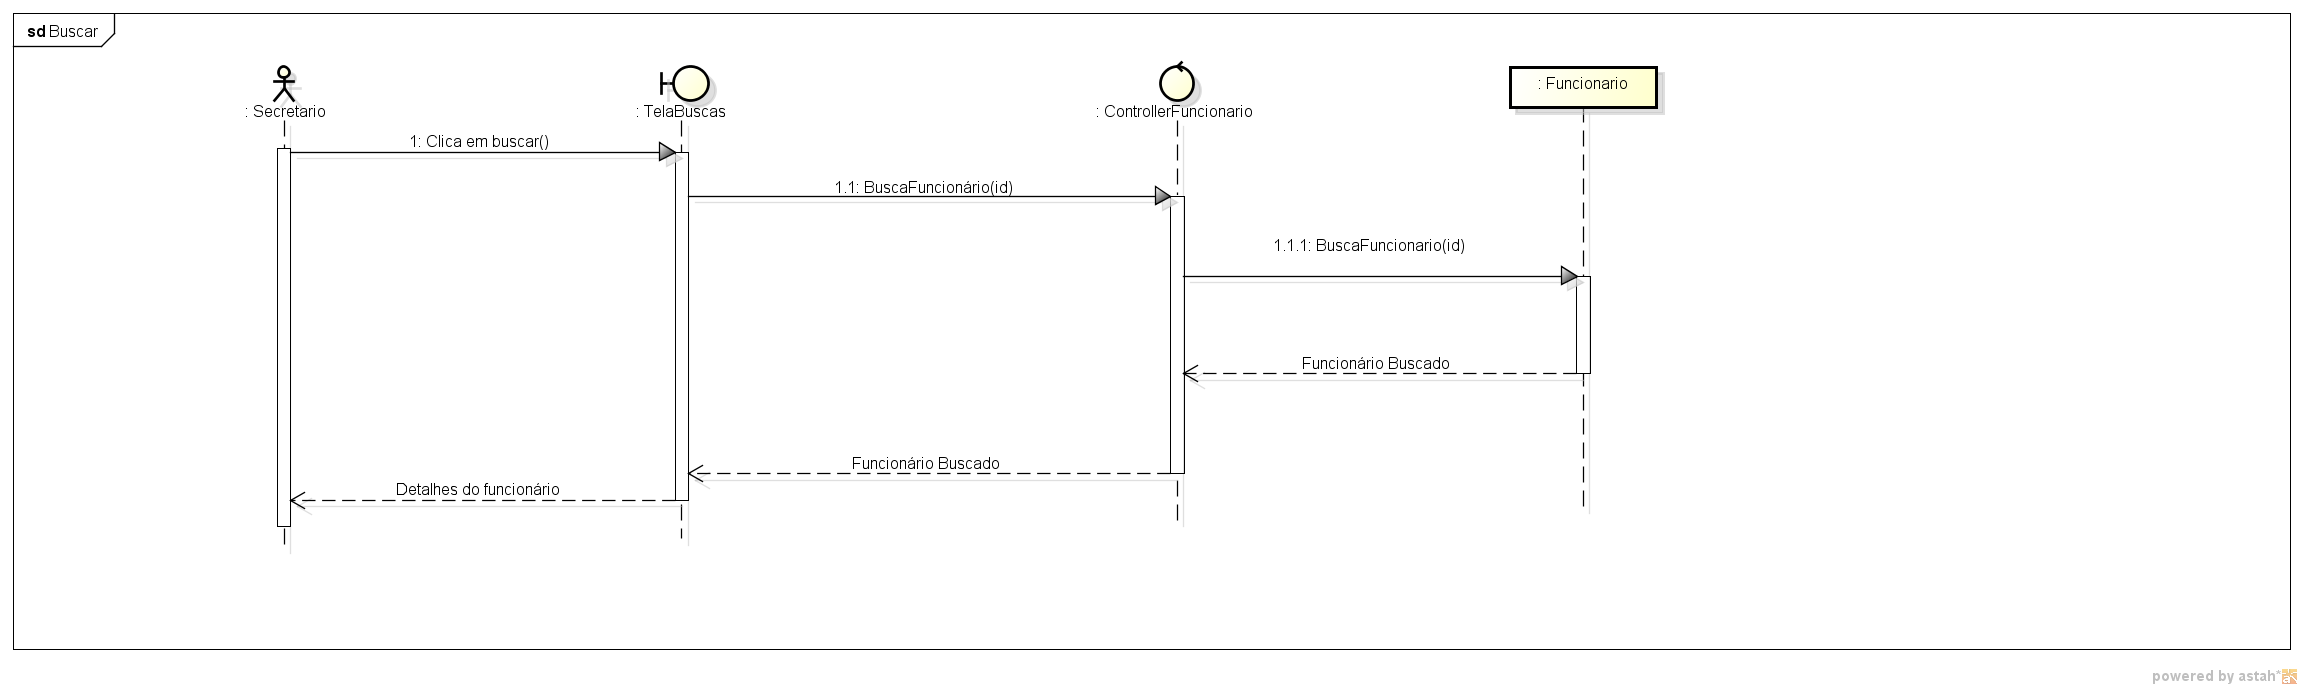 sd Buscar
: Secretario
: TelaBuscas
: ControllerFuncionario
: Funcionario
1: Clica em buscar()
1.1: BuscaFuncionário(id)
1.1.1: BuscaFuncionario(id)
Funcionário Buscado
Funcionário Buscado
Detalhes do funcionário
powered by astah*